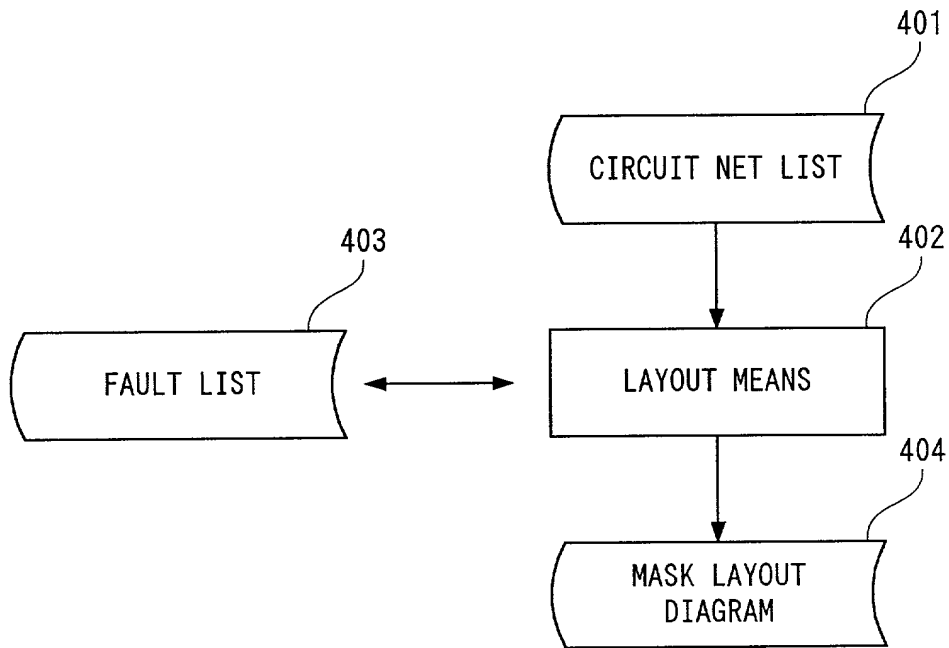 401
CIRCUIT NET LIST
403
402
FAULT LIST
LAYOUT MEANS
404
MASK LAYOUT
DIAGRAM